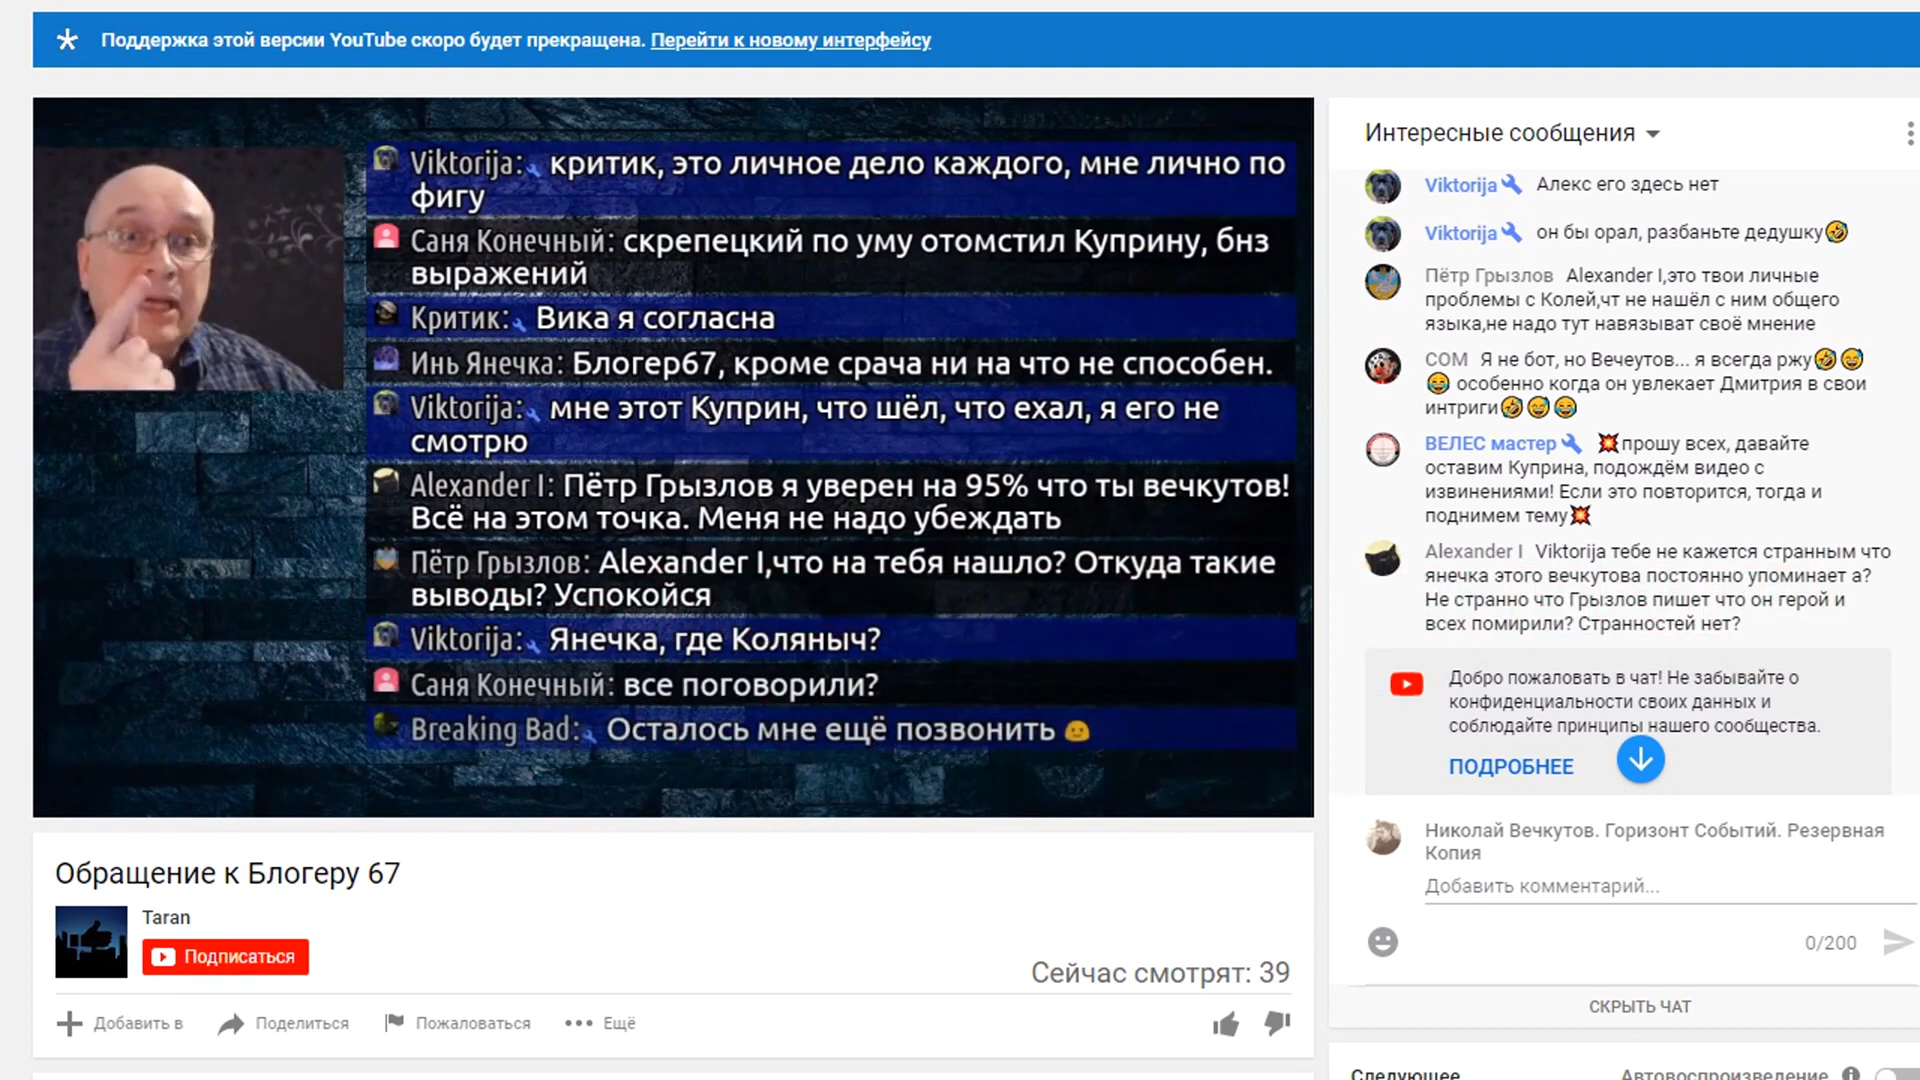 Поддержка этой версии YouTube скоро будет прекращена. Перейти к новому интерфейсу
Viktorija: критик, это личное дело каждого, мне лично по
фигу
Саня Конечный: скрепецкий по уму отомстил Куприну, бнз
выражений
Критик: Вика я согласна
Инь Янечка: Блогер67, кроме срача ни на что не способен.
Viktorija: мне этот Куприн, что шёл, что ехал, я его не
смотрю
Alexander I: Пётр Грызлов я уверен на 95% что ты вечкутов!
Всё на этом точка. Меня не надо убеждать
Пётр Грызлов: Alexander I,что на тебя нашло? Откуда такие
выводы? Успокойся
Viktorija: Янечка, где Коляныч?
Саня Конечный: все поговорили?
Breaking Bad: Осталось мне ещё позвонить 🙂
Обращение к Блогеру 67
Taran
Подписаться
Сейчас смотрят: 39
Добавить в
Поделиться
Пожаловаться
Ещё
Интересные сообщения
Viktorija Алекс его здесь нет
Viktorija он бы орал, разбаньте дедушку🤣
Пётр Грызлов Alexander I,это твои личные
проблемы с Колей,чт не нашёл с ним общего
языка,не надо тут навязыват своё мнение
СОМ Я не бот, но Вечеутов... я всегда ржу🤣😅
😂 особенно когда он увлекает Дмитрия в свои
интриги🤣😅😂
ВЕЛЕС мастер 💥прошу всех, давайте
оставим Куприна, подождём видео с
извинениями! Если это повторится, тогда и
поднимем тему💥
Alexander I Viktorija тебе не кажется странным что
янечка этого вечкутова постоянно упоминает а?
Не странно что Грызлов пишет что он герой и
всех помирили? Странностей нет?
Добро пожаловать в чат! Не забывайте о
конфиденциальности своих данных и
соблюдайте принципы нашего сообщества.
ПОДРОБНЕЕ
Николай Вечкутов. Горизонт Событий. Резервная
Копия
Добавить комментарий...
0/200
СКРЫТЬ ЧАТ
Следующее
Автовоспроизведение